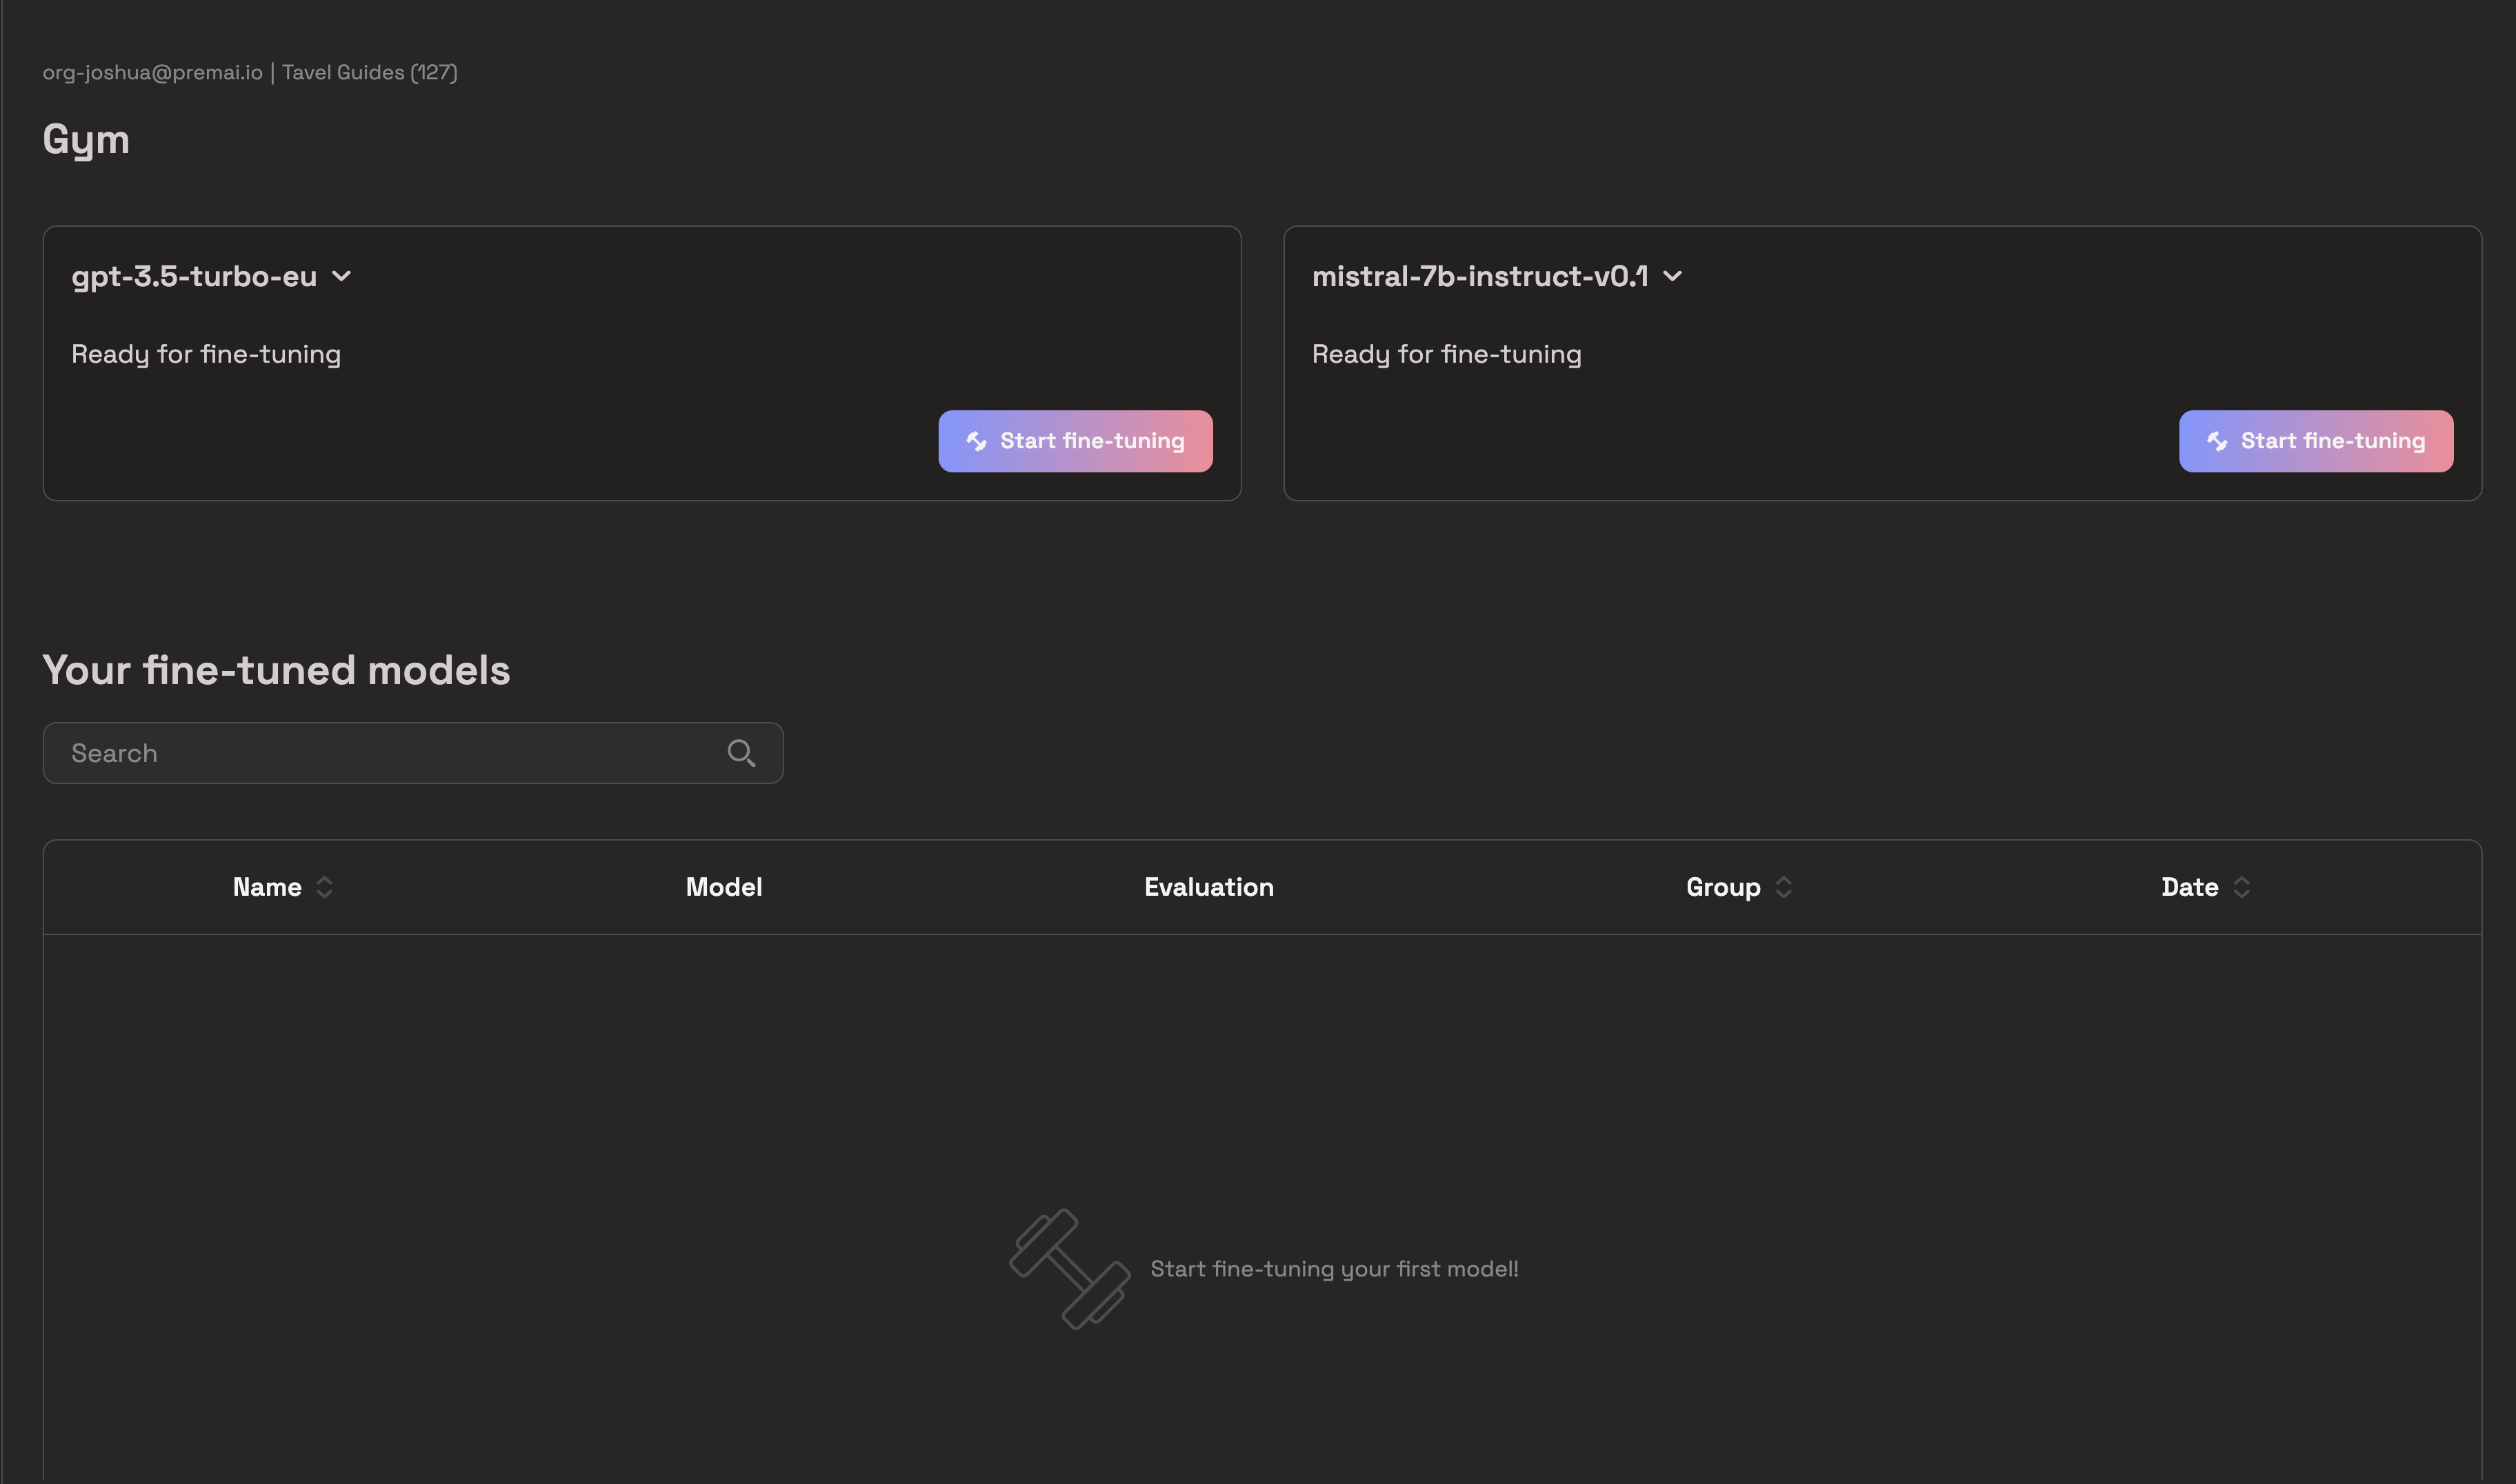 org-joshua@premai.io | Tavel Guides (127)
Gym
gpt-3.5-turbo-eu
Ready for fine-tuning
Start fine-tuning
mistral-7b-instruct-v0.1
Ready for fine-tuning
Start fine-tuning
Your fine-tuned models
Search
Name Model Evaluation Group Date
Start fine-tuning your first model!